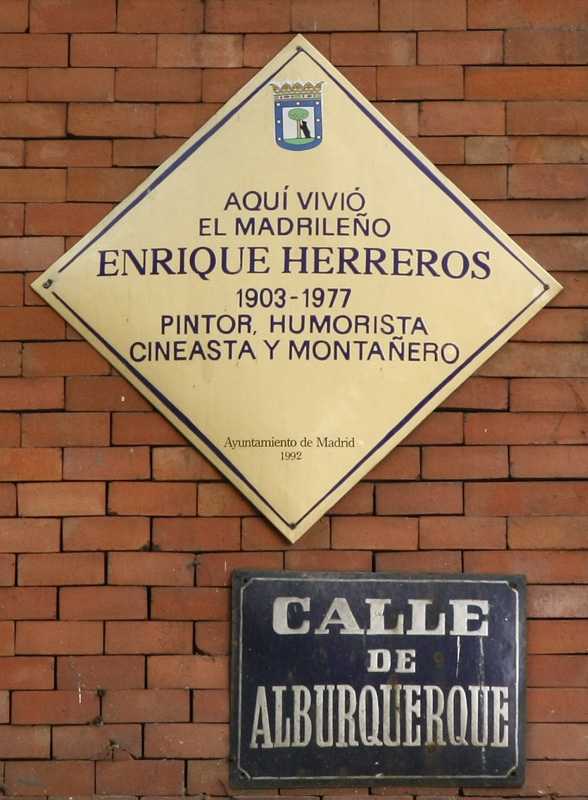 AQUÍ VIVIÓ
EL MADRILEÑO
ENRIQUE HERREROS
1903-1977
PINTOR, HUMORISTA
CINEASTA Y MONTAÑERO
Ayuntamiento de Madrid
1992
CALLE
DE
ALBURQUERQUE